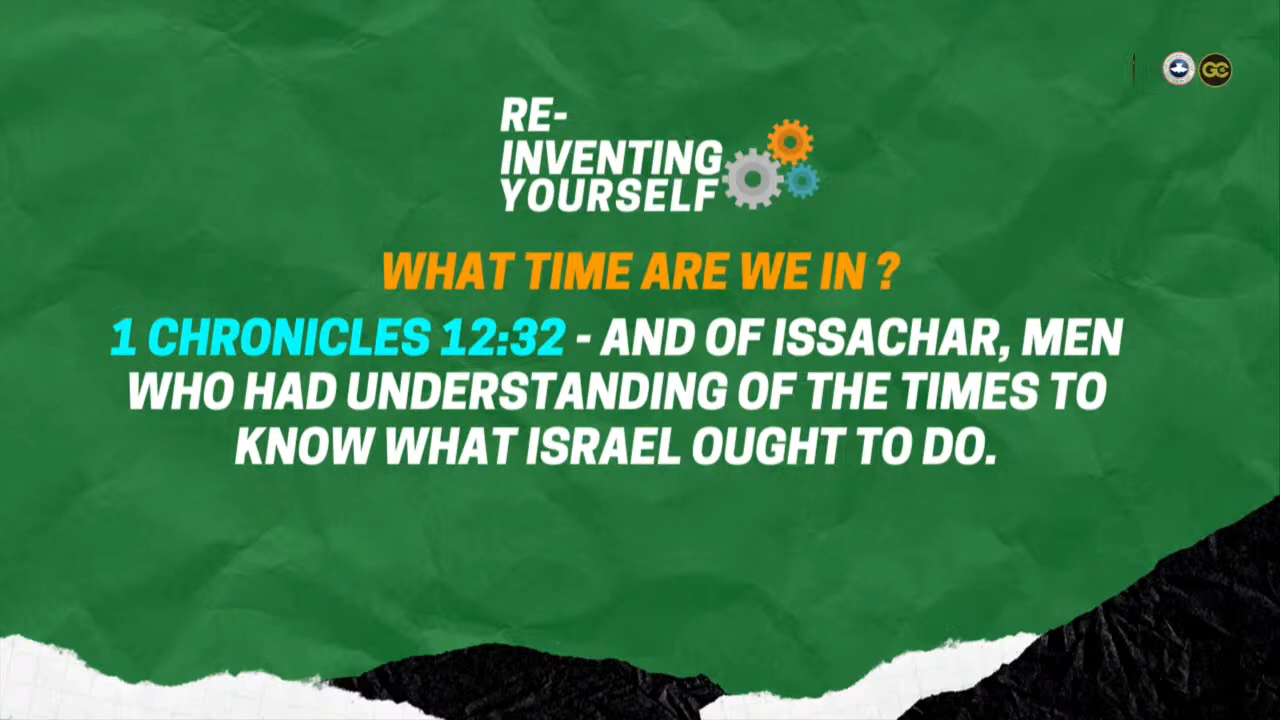 RE-
INVENTING
YOURSELF
WHAT TIME ARE WE IN ?
1 CHRONICLES 12:32 - AND OF ISSACHAR, MEN
WHO HAD UNDERSTANDING OF THE TIMES TO
KNOW WHAT ISRAEL OUGHT TO DO.
GC